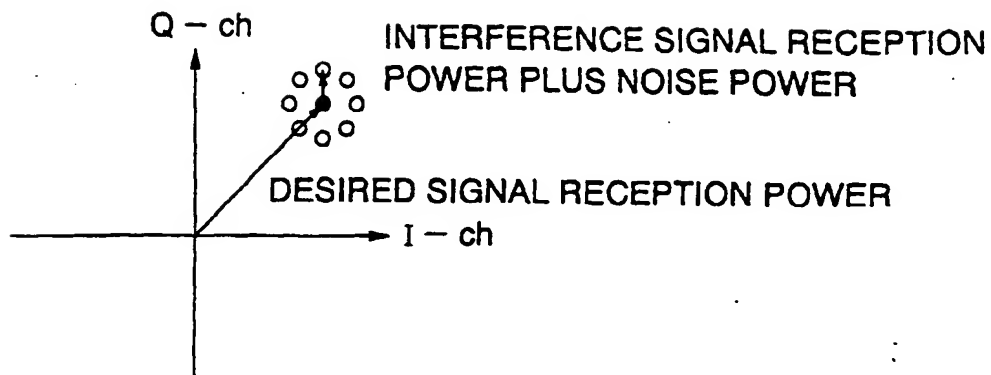 Q – ch
INTERFERENCE SIGNAL RECEPTION
POWER PLUS NOISE POWER
DESIRED SIGNAL RECEPTION POWER
I – ch